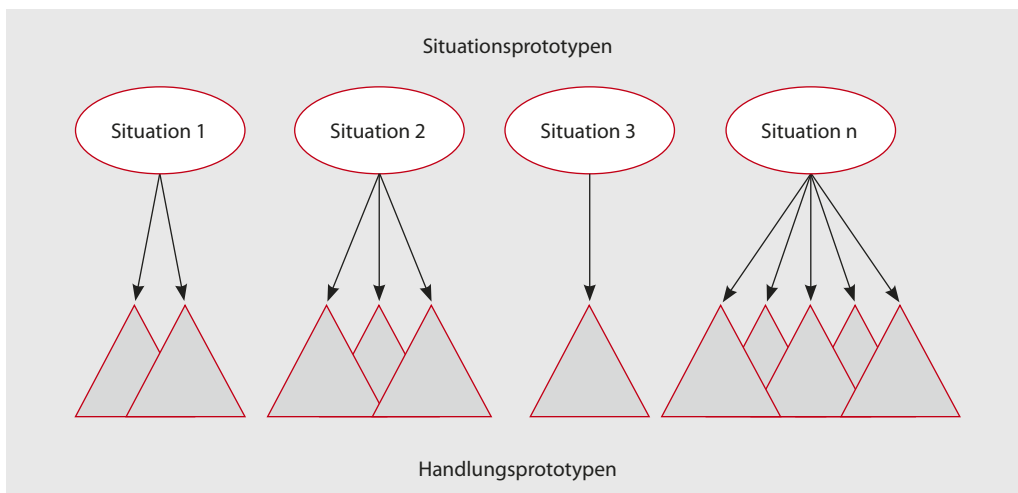 Situationsprototypen
Situation 1
Situation 2
Situation 3
Situation n
Handlungsprototypen